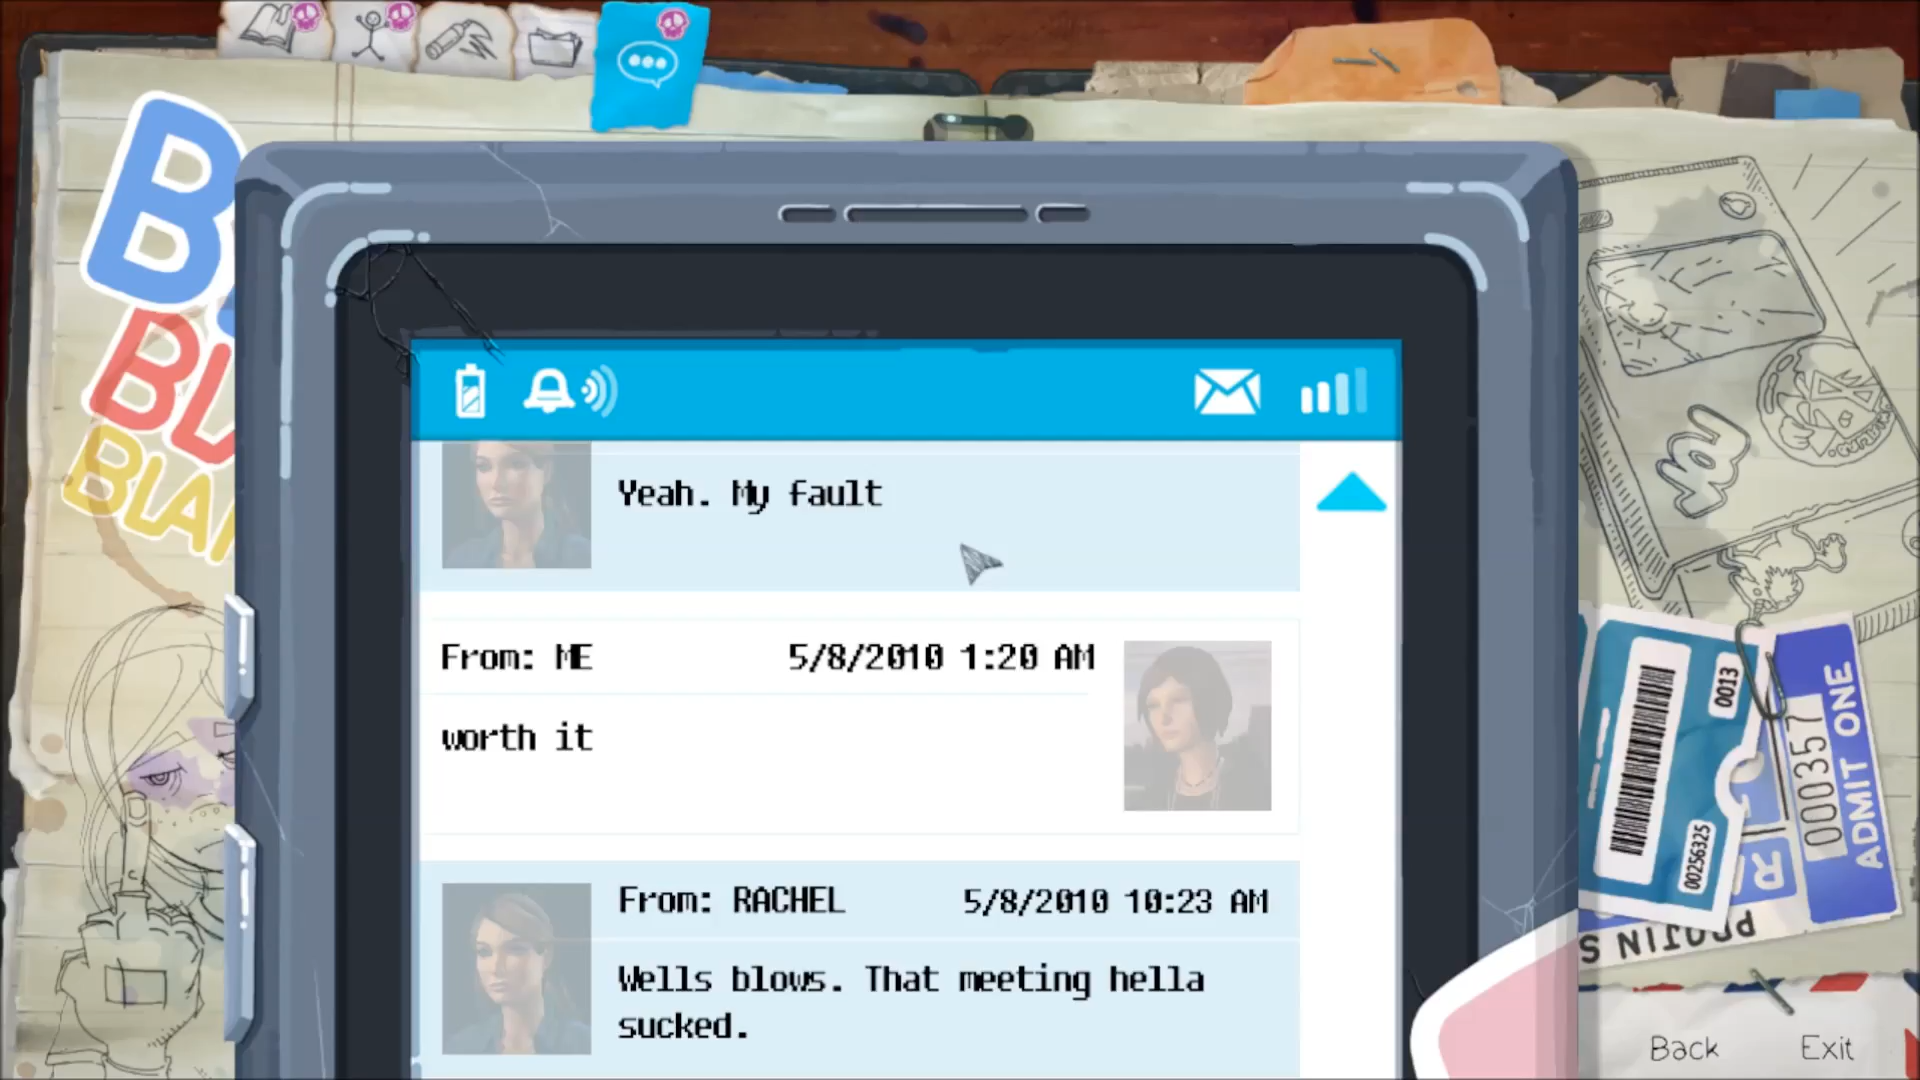 Yeah. My fault
From: ME 5/8/2010 1:20 AM
worth it
From: RACHEL 5/8/2010 10:23 AM
Wells blows. That meeting hella
sucked.
0013
00256325
000357
ADMIT ONE
Back
Exit